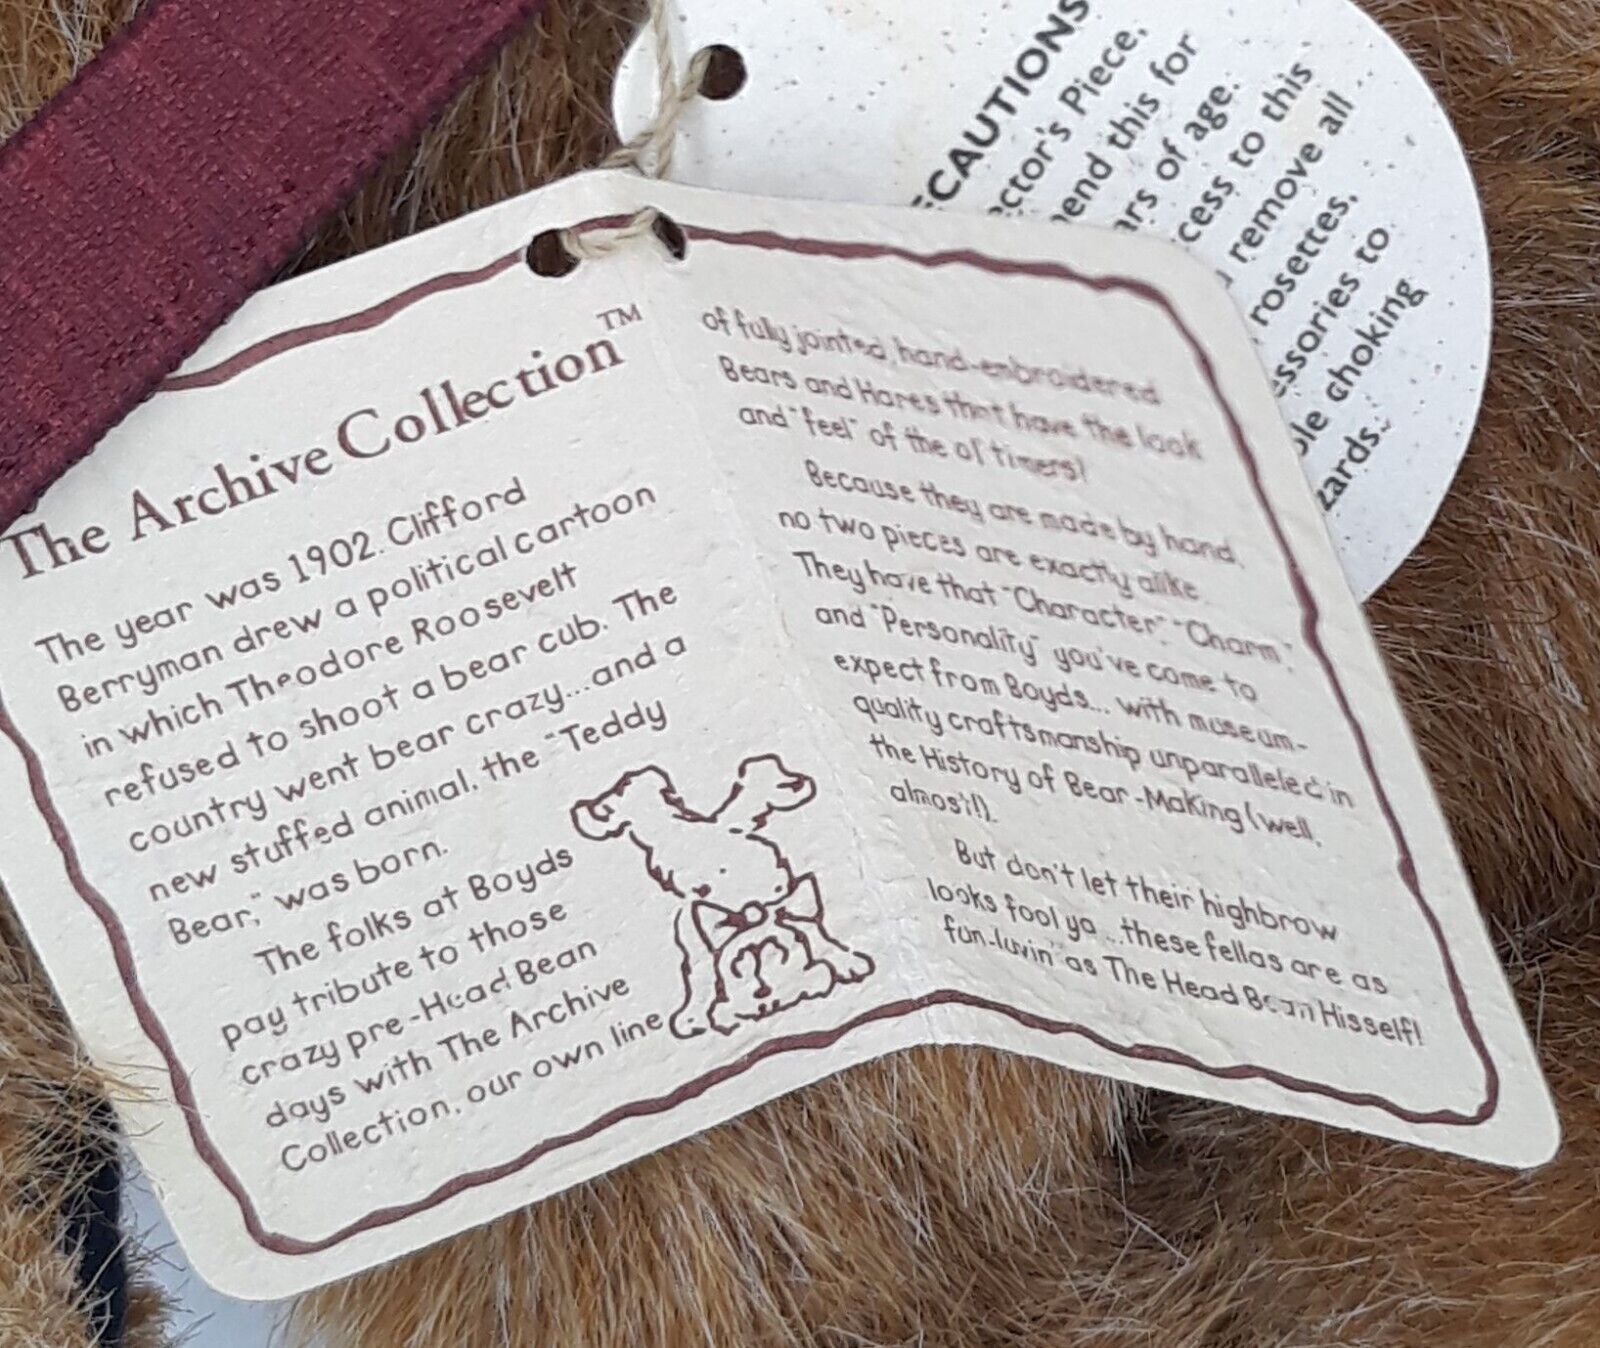 The Archive Collection™
The year was 1902. Clifford
Berryman drew a political cartoon
in which Theodore Roosevelt
refused to shoot a bear cub. The
country went bear crazy...and a
new stuffed animal, the "Teddy
Bear," was born.
The folks at Boyds
pay tribute to those
crazy pre-Head Bean
days with The Archive
Collection, our own line
of fully jointed, hand-embroidered
Bears and Hares that have the look
and "feel" of the ol' timers!
Because they are made by hand,
no two pieces are exactly alike.
They have that "Character", "Charm",
and "Personality" you've come to
expect from Boyds... with museum-
quality craftsmanship unparalleled in
the History of Bear-Making (well,
almost!).
But don't let their highbrow
looks fool ya ...these fellas are as
fun-luvin' as The Head Bean Hisself!
ECAUTIONS
ector's Piece,
end this for
ars of age.
cess to this
remove all
rosettes,
essories to
ble choking
zards.